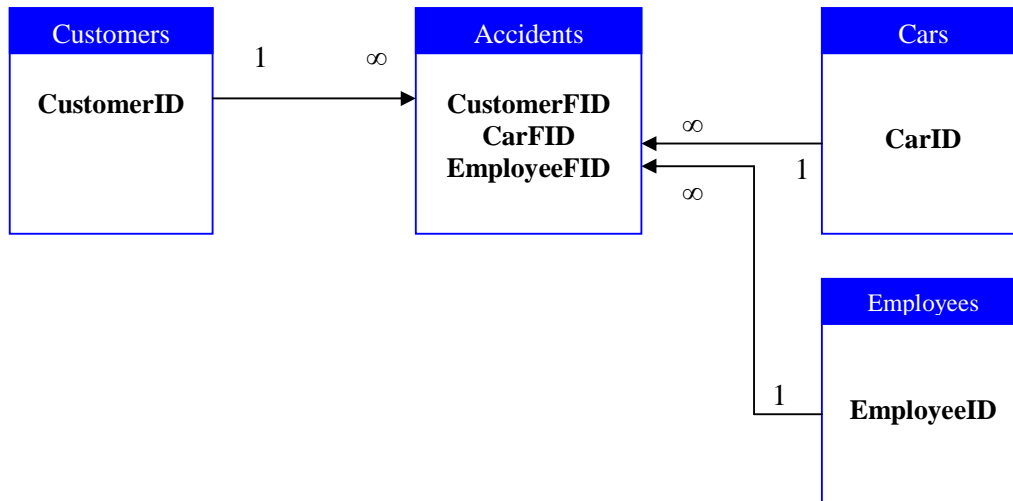 Customers
CustomerID
1 ∞
Accidents
CustomerFID
CarFID
EmployeeFID
∞
1
∞
1
Cars
CarID
Employees
EmployeeID